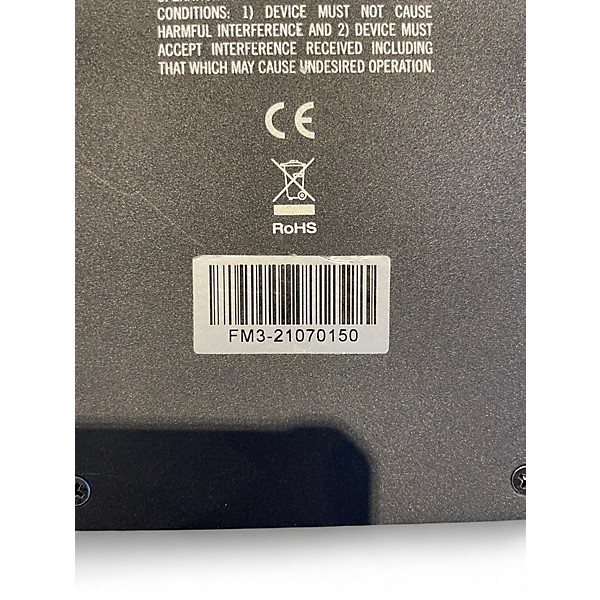 CONDITIONS: 1) DEVICE MUST NOT CAUSE
HARMFUL INTERFERENCE AND 2) DEVICE MUST
ACCEPT INTERFERENCE RECEIVED INCLUDING
THAT WHICH MAY CAUSE UNDESIRED OPERATION.
CE
RoHS
FM3-21070150